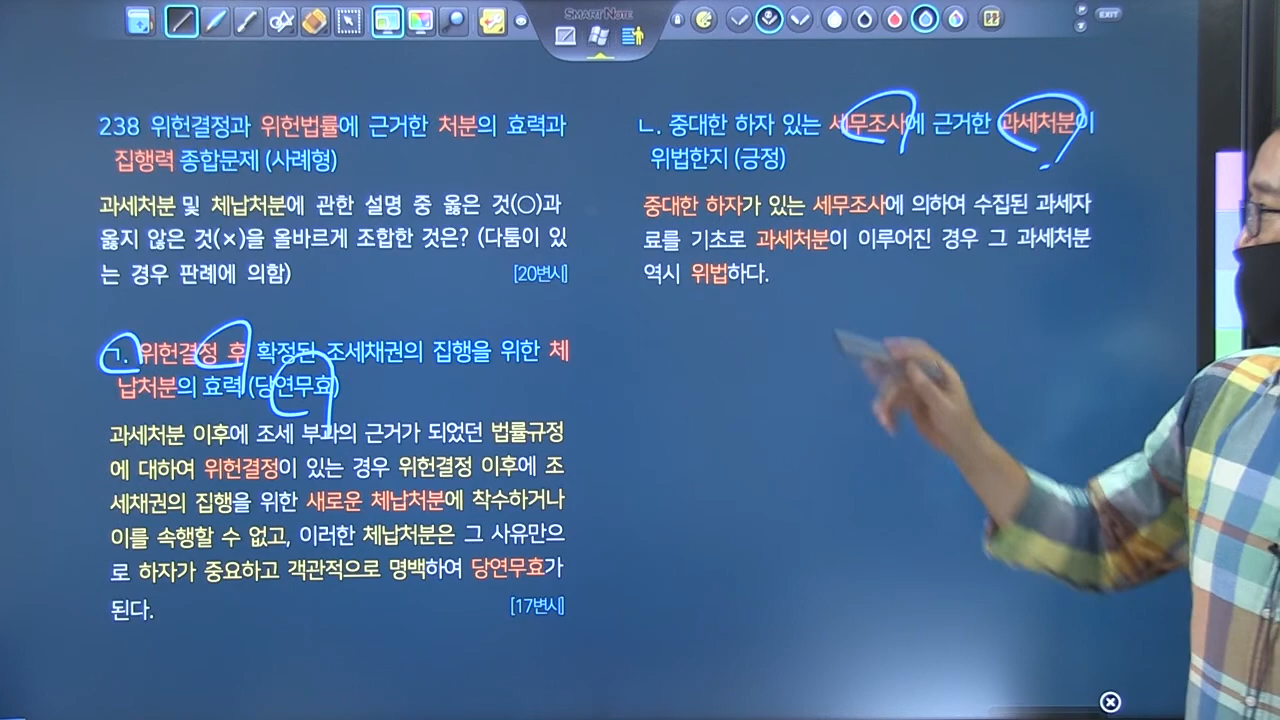 SMARTNOTE
EXIT
238 위헌결정과 위헌법률에 근거한 처분의 효력과
집행력 종합문제 (사례형)
과세처분 및 체납처분에 관한 설명 중 옳은 것(○)과
옳지 않은 것(×)을 올바르게 조합한 것은? (다툼이 있
는 경우 판례에 의함) [20변시]
ㄱ. 위헌결정 후 확정된 조세채권의 집행을 위한 체
납처분의 효력 (당연무효)
과세처분 이후에 조세 부과의 근거가 되었던 법률규정
에 대하여 위헌결정이 있는 경우 위헌결정 이후에 조
세채권의 집행을 위한 새로운 체납처분에 착수하거나
이를 속행할 수 없고, 이러한 체납처분은 그 사유만으
로 하자가 중요하고 객관적으로 명백하여 당연무효가
된다. [17변시]
ㄴ. 중대한 하자 있는 세무조사에 근거한 과세처분이
위법한지 (긍정)
중대한 하자가 있는 세무조사에 의하여 수집된 과세자
료를 기초로 과세처분이 이루어진 경우 그 과세처분
역시 위법하다.